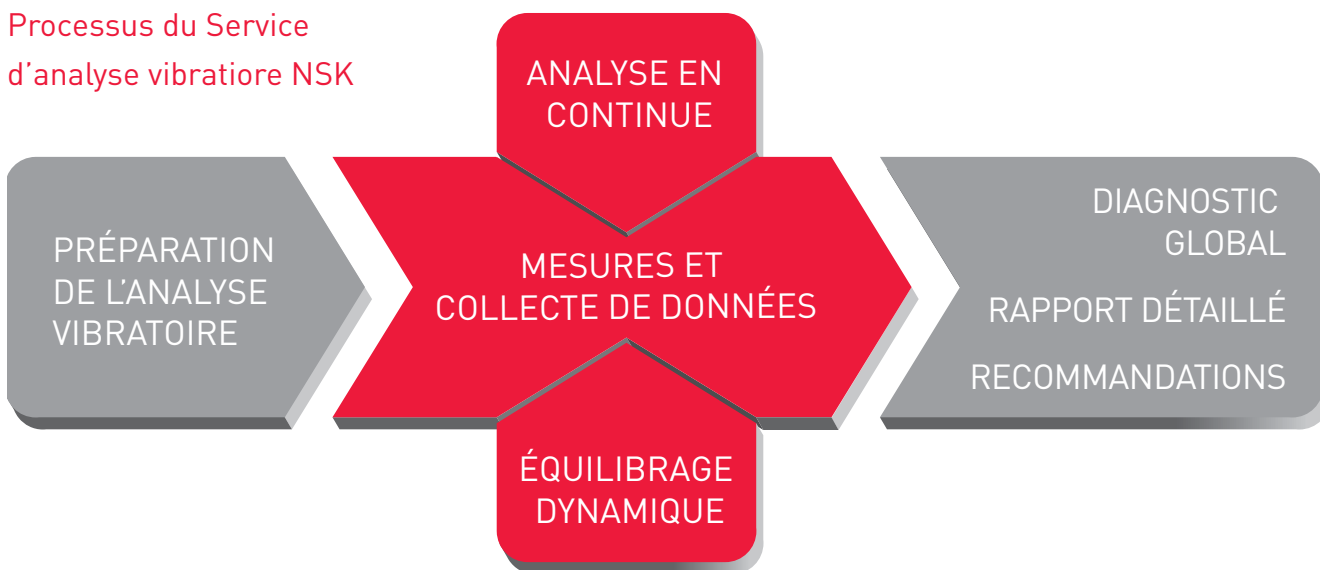 Processus du Service
d'analyse vibratiore NSK
ANALYSE EN
CONTINUE
PRÉPARATION
DE L'ANALYSE
VIBRATOIRE
MESURES ET
COLLECTE DE DONNÉES
ÉQUILIBRAGE
DYNAMIQUE
DIAGNOSTIC
GLOBAL
RAPPORT DÉTAILLÉ
RECOMMANDATIONS